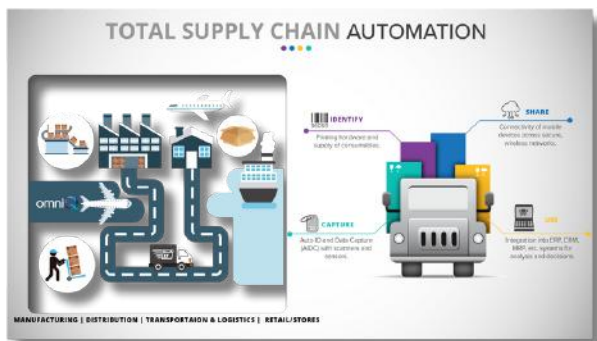 TOTAL SUPPLY CHAIN AUTOMATION
IDENTIFY
Printing hardware and
supply of consumables.
SHARE
Connectivity of mobile
devices across secure,
wireless networks.
omniQ
CAPTURE
Auto ID and Data Capture
(AIDC) with scanners and
sensors.
USE
Integration into ERP, CRM,
MRP, etc. systems for
analysis and decisions.
MANUFACTURING | DISTRIBUTION | TRANSPORTAION & LOGISTICS | RETAIL/STORES